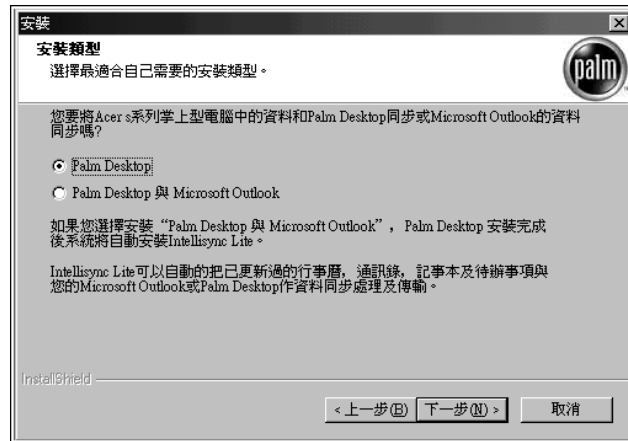 安裝
安裝類型
選擇最適合自己需要的安裝類型。
palm
您要將Acer s系列掌上型電腦中的資料和Palm Desktop同步或Microsoft Outlook的資料
同步嗎?
Palm Desktop
Palm Desktop 與 Microsoft Outlook
如果您選擇安裝“Palm Desktop 與 Microsoft Outlook”, Palm Desktop 安裝完成
後系統將自動安裝Intellisync Lite。
Intellisync Lite可以自動的把已更新過的行事曆, 通訊錄, 記事本及待辦事項與
您的Microsoft Outlook或Palm Desktop作資料同步處理及傳輸。
InstallShield
<上一步(B)
下一步(N)>
取消